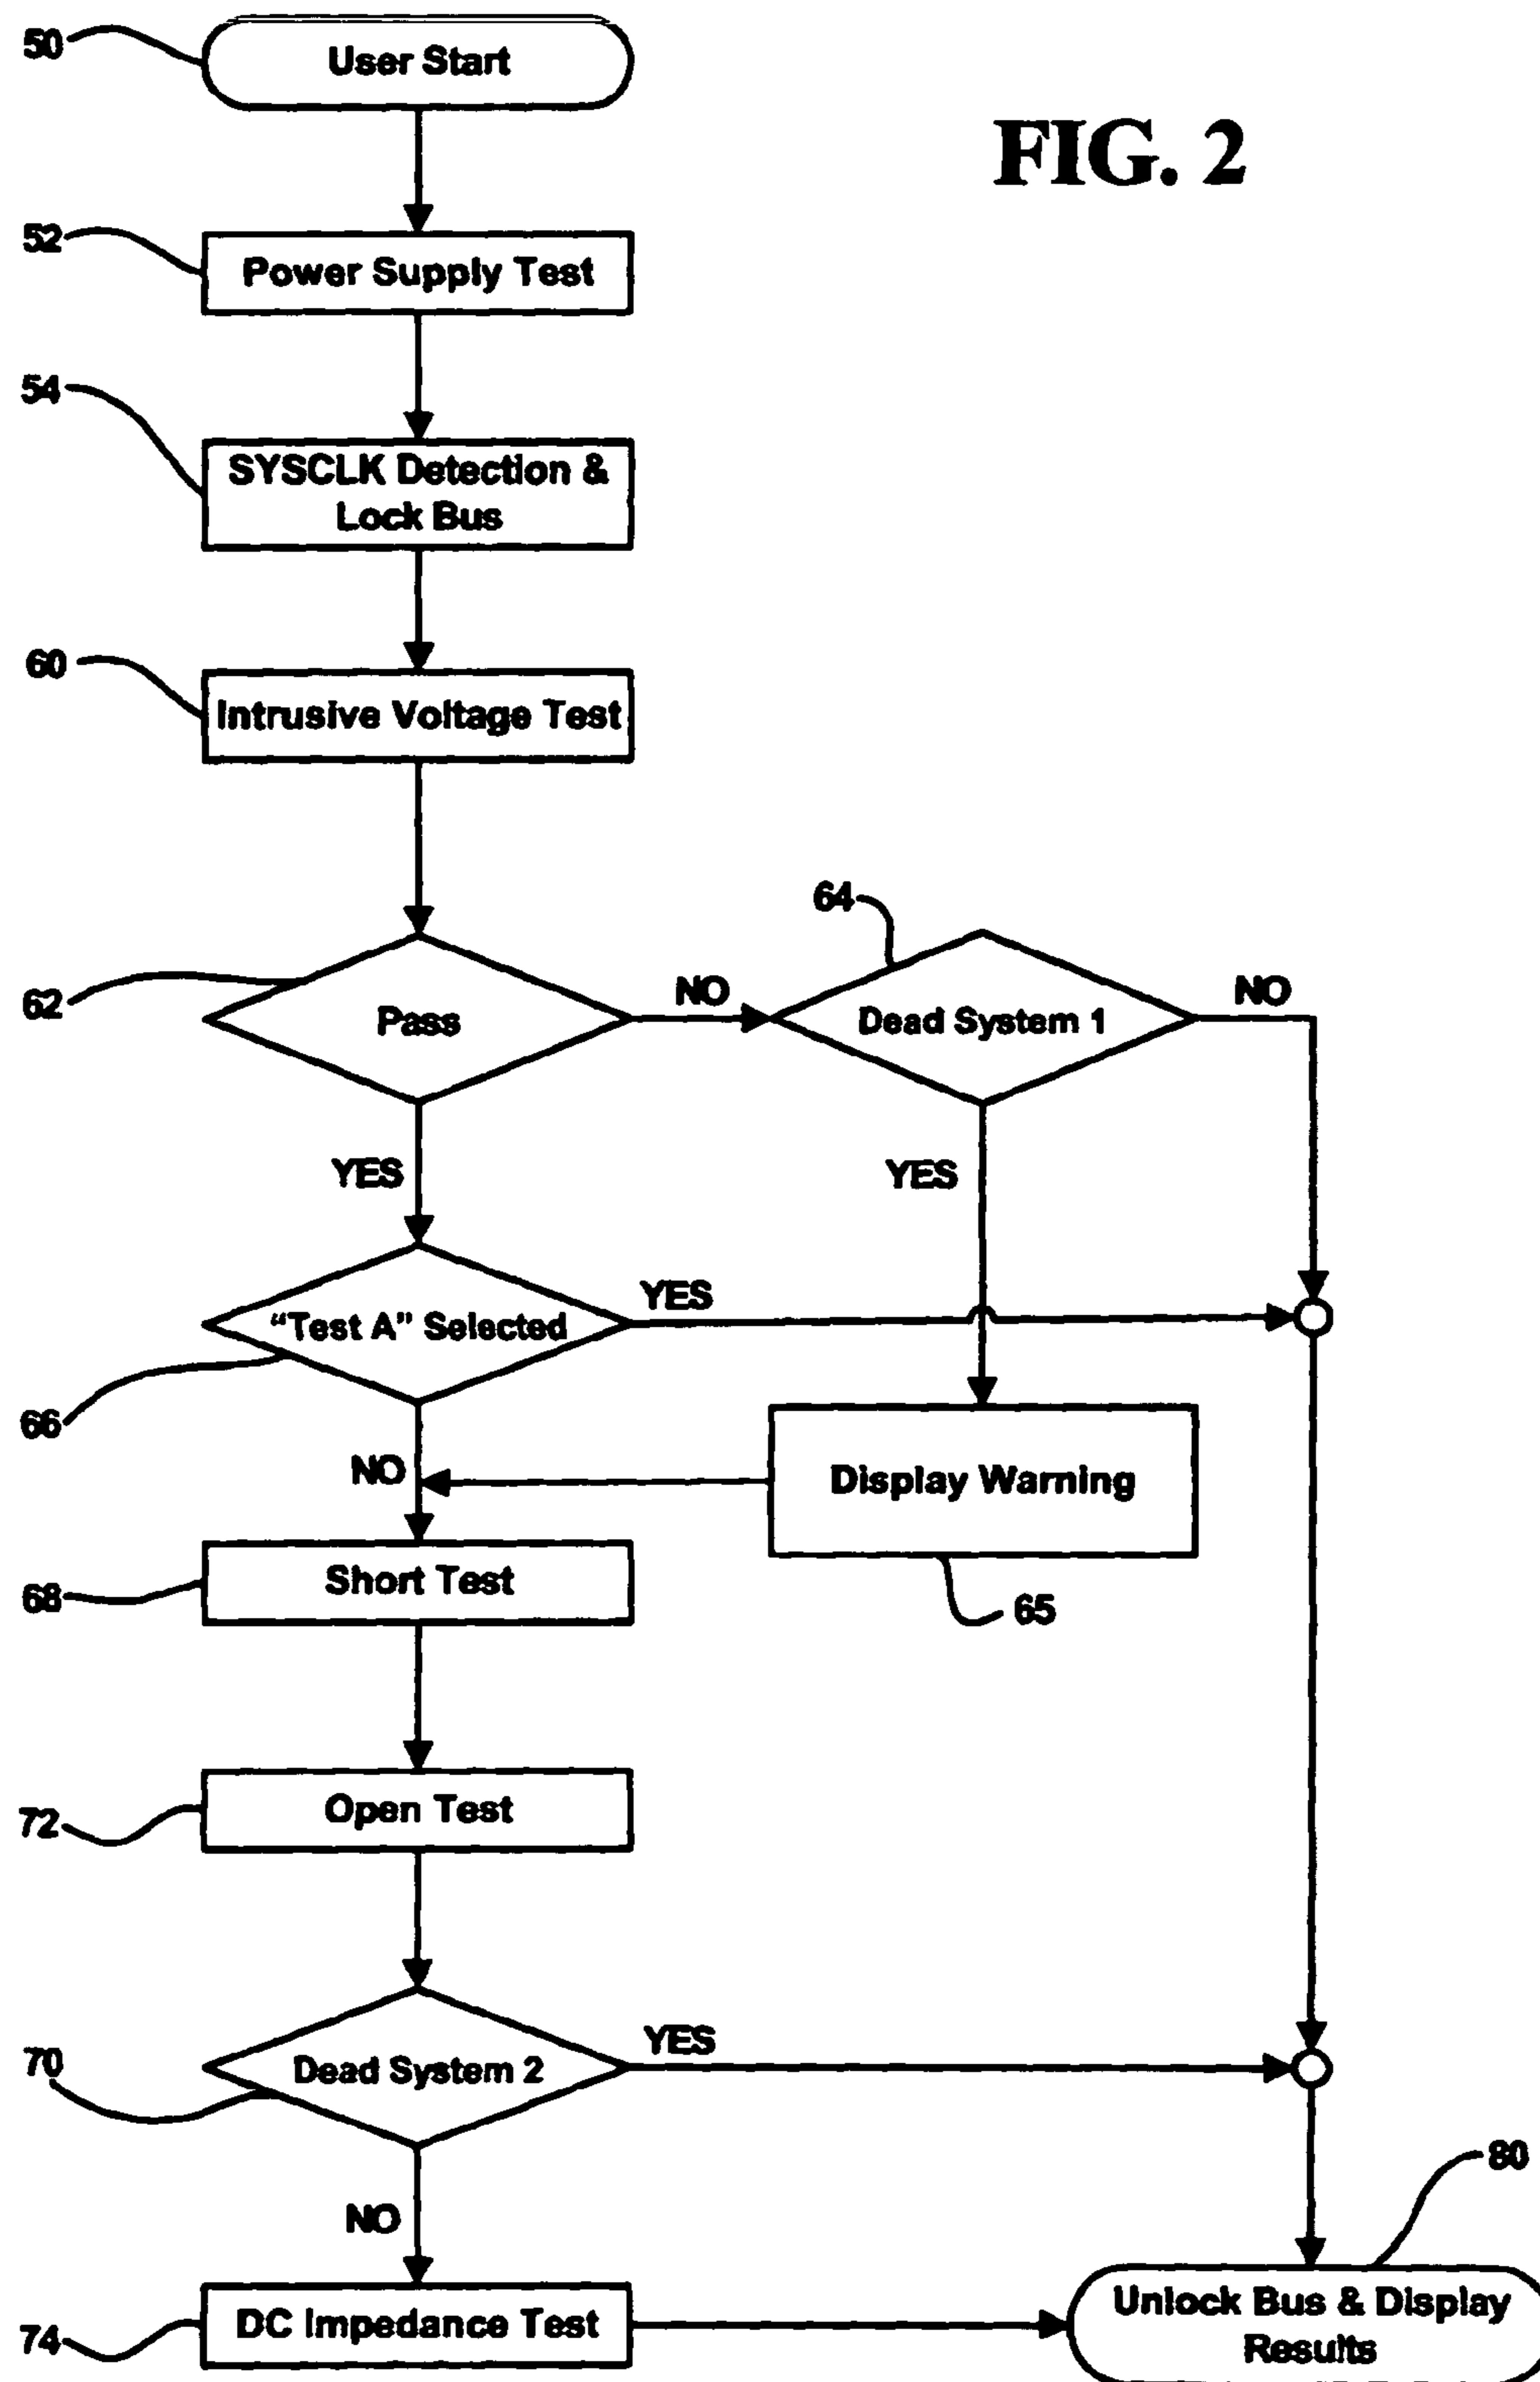 50
User Start
FIG. 2
52
Power Supply Test
54
SYSCLK Detection &
Lock Bus
60
Intrusive Voltage Test
64
62
Pass
NO
Dead System 1
NO
YES
YES
"Test A" Selected
YES
66
NO
Display Warning
Short Test
68
65
Open Test
72
YES
70
Dead System 2
80
NO
DC Impedance Test
74
Unlock Bus & Display
Results